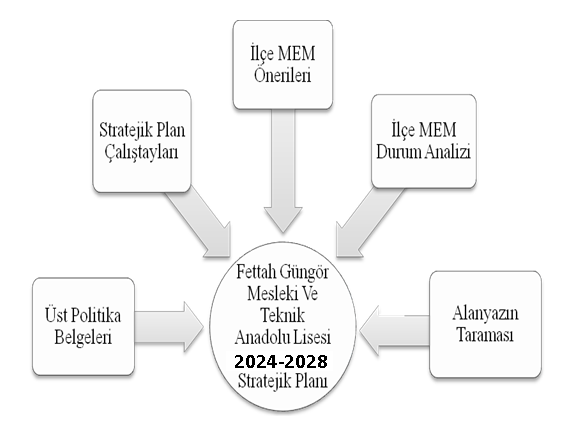 İlçe MEM
Önerileri
Stratejik Plan
Çalıştayları
İlçe MEM
Durum Analizi
Üst Politika
Belgeleri
Fettah Güngör
Mesleki Ve
Teknik
Anadolu Lisesi
2024-2028
Stratejik Planı
Alanyazın
Taraması